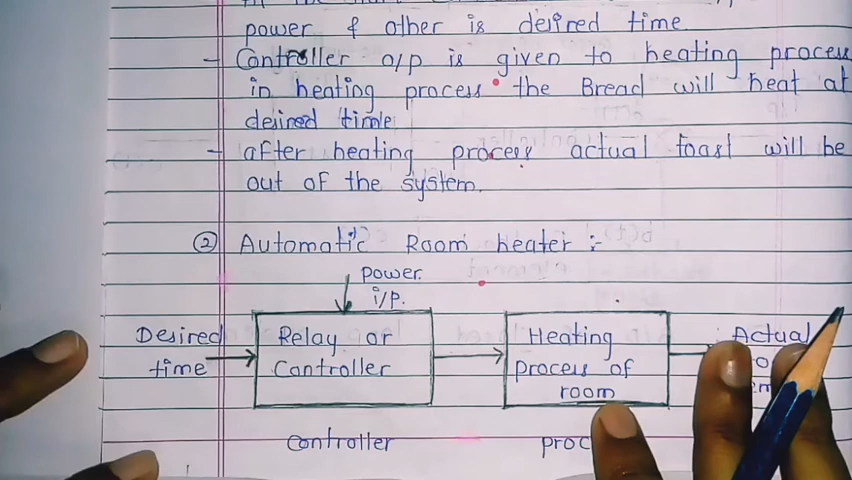 power & other is desired time.
- Controller o/p is given to heating process
in heating process the Bread will heat at
desired time
- after heating process actual toast will be
out of the system.
② Automatic Room heater :-
power
i/p.
Desired
time
Relay or
Controller
Heating
process of
room
Actual
controller